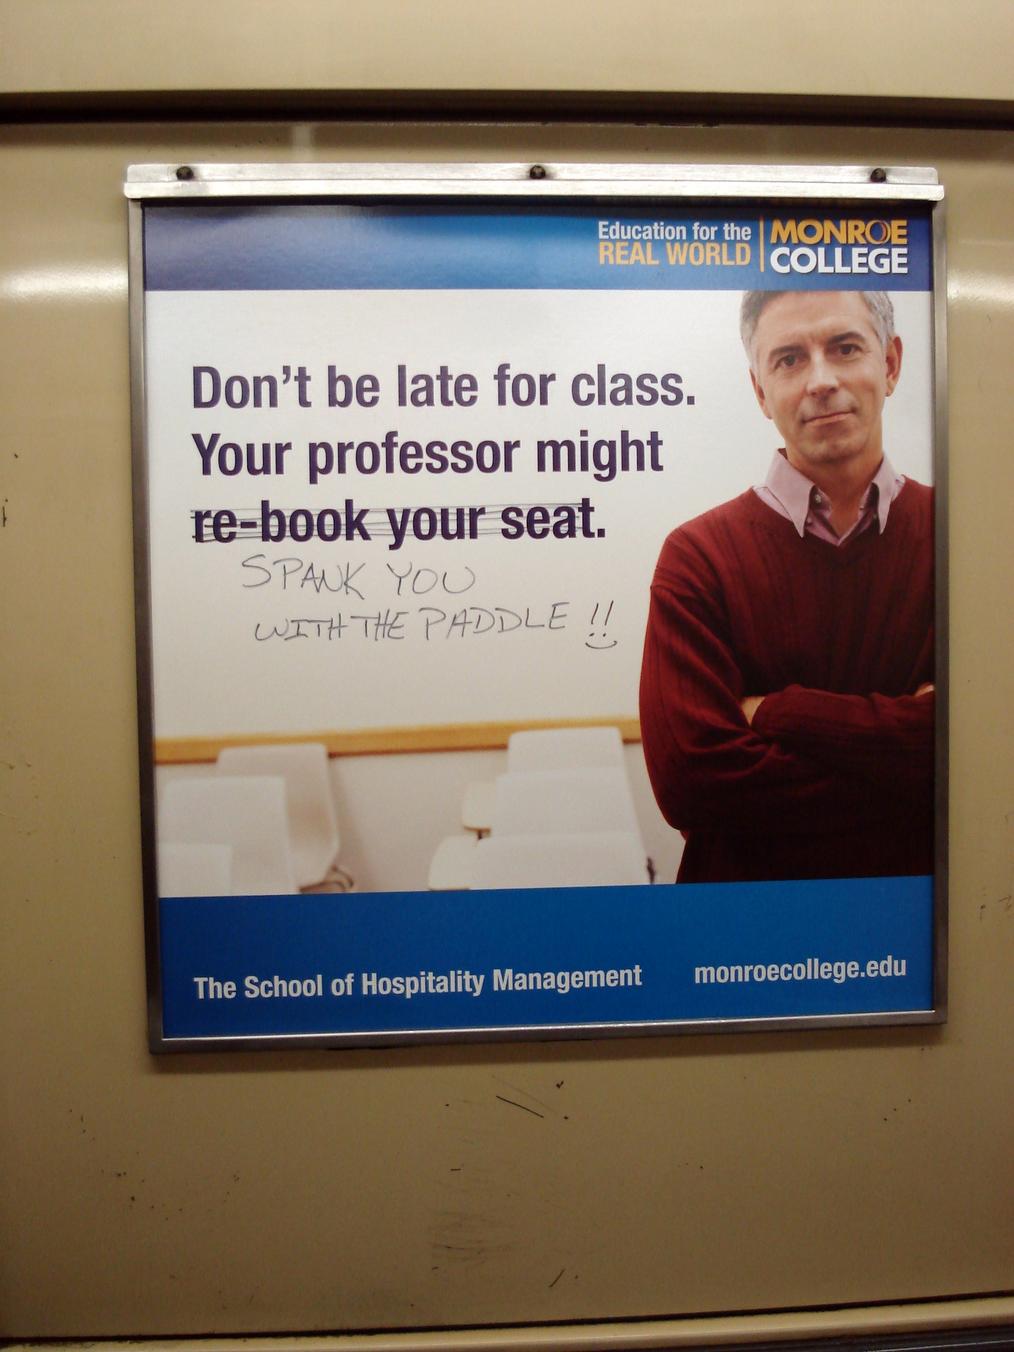 Education for the
REAL WORLD
MONROE
COLLEGE
Don't be late for class.
Your professor might
re-book your seat.
SPANK YOU
WITH THE PADDLE !!
The School of Hospitality Management
monroecollege.edu